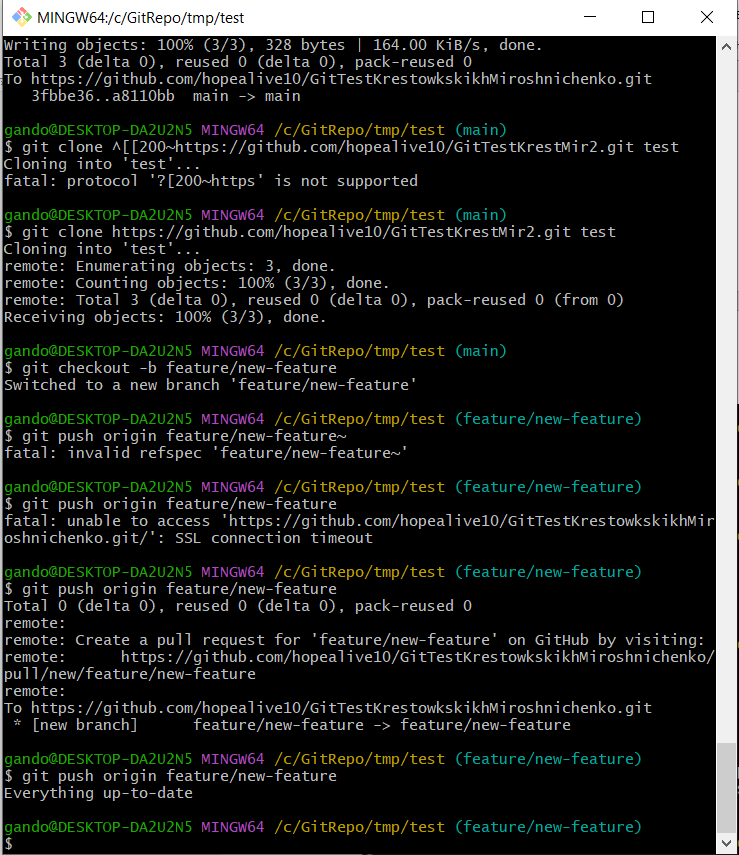 MINGW64:/c/GitRepo/tmp/test
Writing objects: 100% (3/3), 328 bytes | 164.00 KiB/s, done.
Total 3 (delta 0), reused 0 (delta 0), pack-reused 0
To https://github.com/hopealive10/GitTestKrestowkskikhMiroshnichenko.git
   3fbbe36..a8110bb  main -> main
gando@DESKTOP-DA2U2N5 MINGW64 /c/GitRepo/tmp/test (main)
$ git clone ^[[200~https://github.com/hopealive10/GitTestKrestMir2.git test
Cloning into 'test'...
fatal: protocol '?[200~https' is not supported
gando@DESKTOP-DA2U2N5 MINGW64 /c/GitRepo/tmp/test (main)
$ git clone https://github.com/hopealive10/GitTestKrestMir2.git test
Cloning into 'test'...
remote: Enumerating objects: 3, done.
remote: Counting objects: 100% (3/3), done.
remote: Total 3 (delta 0), reused 0 (delta 0), pack-reused 0 (from 0)
Receiving objects: 100% (3/3), done.
gando@DESKTOP-DA2U2N5 MINGW64 /c/GitRepo/tmp/test (main)
$ git checkout -b feature/new-feature
Switched to a new branch 'feature/new-feature'
gando@DESKTOP-DA2U2N5 MINGW64 /c/GitRepo/tmp/test (feature/new-feature)
$ git push origin feature/new-feature~
fatal: invalid refspec 'feature/new-feature~'
gando@DESKTOP-DA2U2N5 MINGW64 /c/GitRepo/tmp/test (feature/new-feature)
$ git push origin feature/new-feature
fatal: unable to access 'https://github.com/hopealive10/GitTestKrestowkskikhMir
oshnichenko.git/': SSL connection timeout
gando@DESKTOP-DA2U2N5 MINGW64 /c/GitRepo/tmp/test (feature/new-feature)
$ git push origin feature/new-feature
Total 0 (delta 0), reused 0 (delta 0), pack-reused 0
remote:
remote: Create a pull request for 'feature/new-feature' on GitHub by visiting:
remote:      https://github.com/hopealive10/GitTestKrestowkskikhMiroshnichenko/
pull/new/feature/new-feature
remote:
To https://github.com/hopealive10/GitTestKrestowkskikhMiroshnichenko.git
 * [new branch]      feature/new-feature -> feature/new-feature
gando@DESKTOP-DA2U2N5 MINGW64 /c/GitRepo/tmp/test (feature/new-feature)
$ git push origin feature/new-feature
Everything up-to-date
gando@DESKTOP-DA2U2N5 MINGW64 /c/GitRepo/tmp/test (feature/new-feature)
$